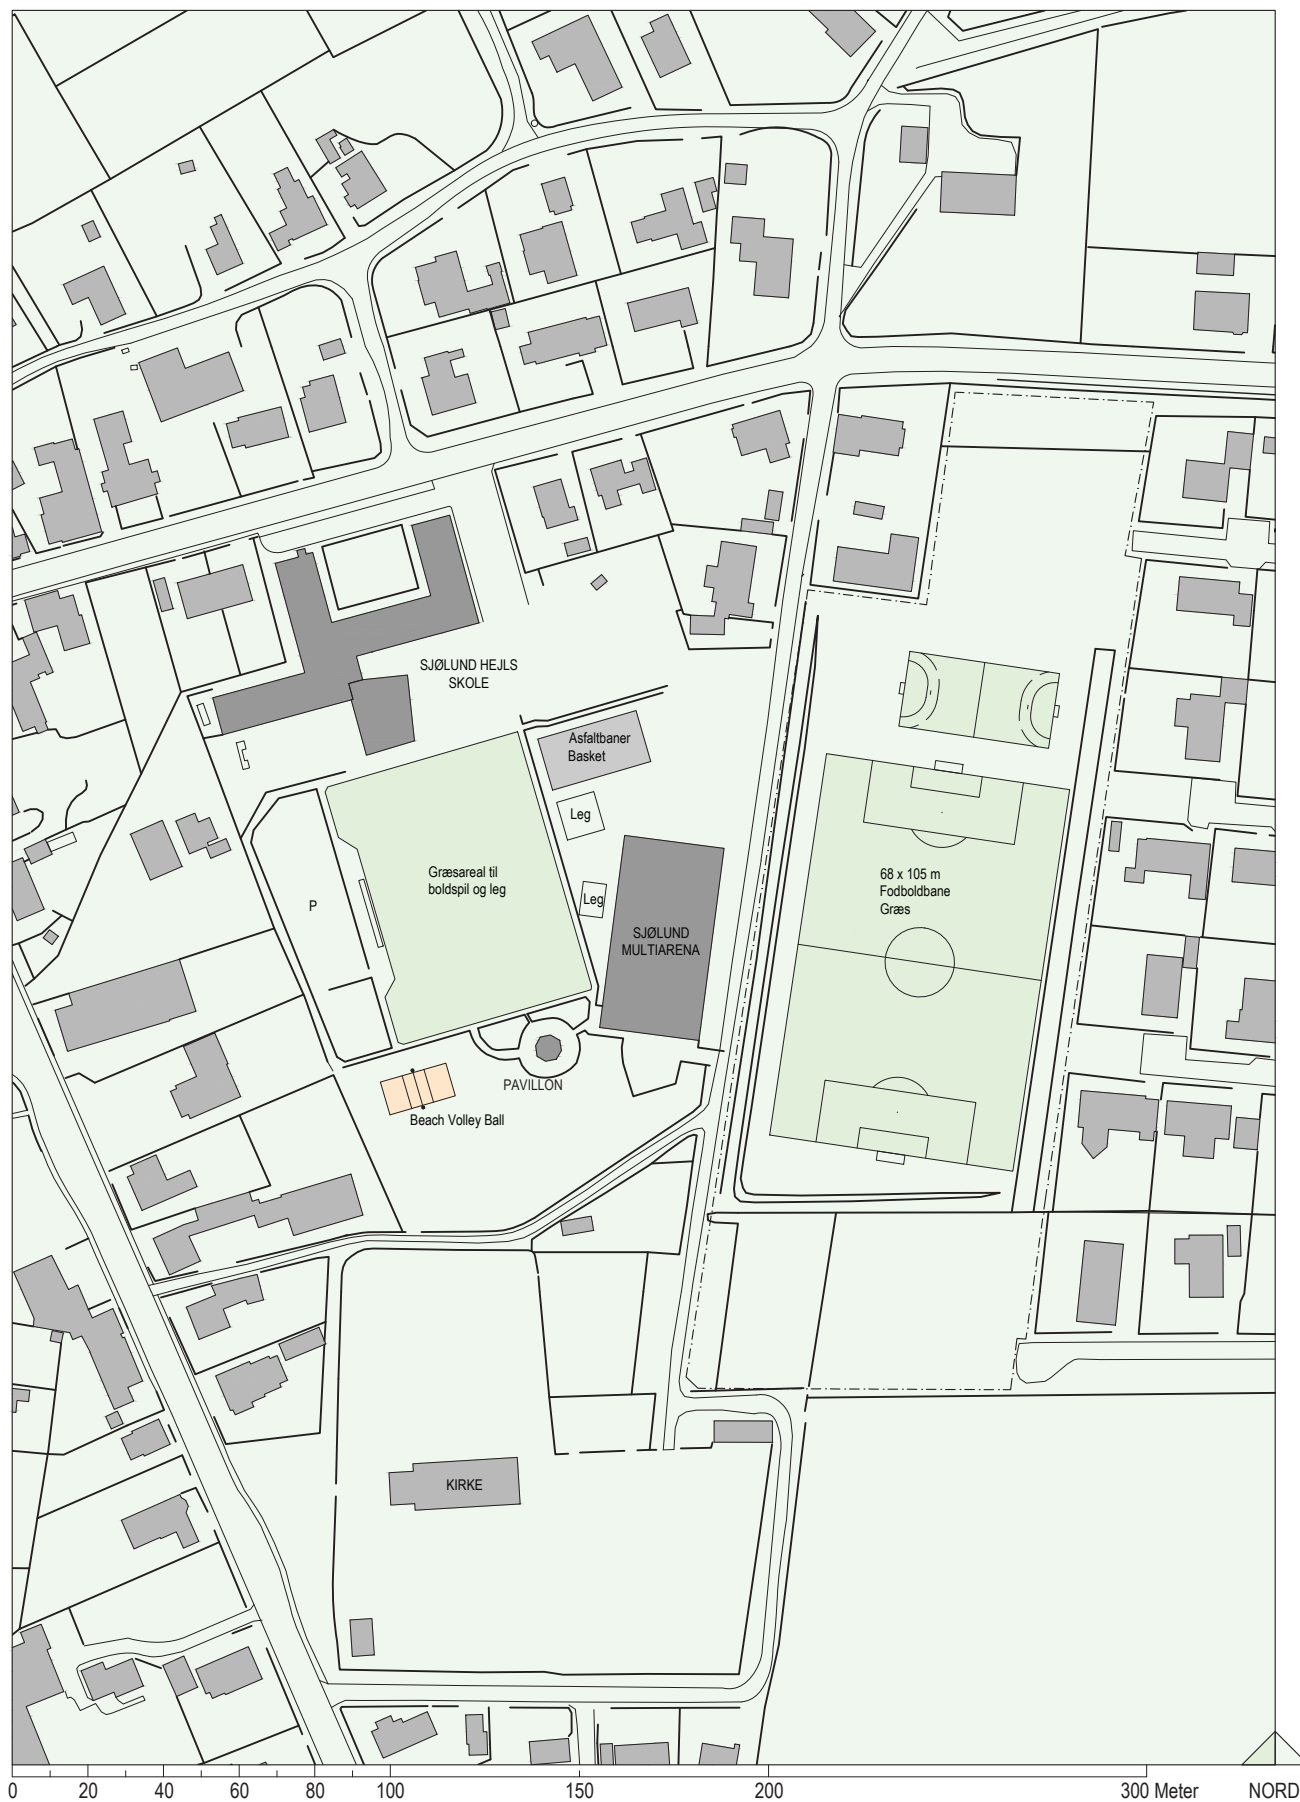 SJØLUND HEJLS
SKOLE
Asfaltbaner
Basket
Leg
Græsareal til
boldspil og leg
68 x 105 m
Fodboldbane
Græs
P
Leg
SJØLUND
MULTIARENA
PAVILLON
Beach Volley Ball
KIRKE
0 20 40 60 80 100 150 200 300 Meter NORD